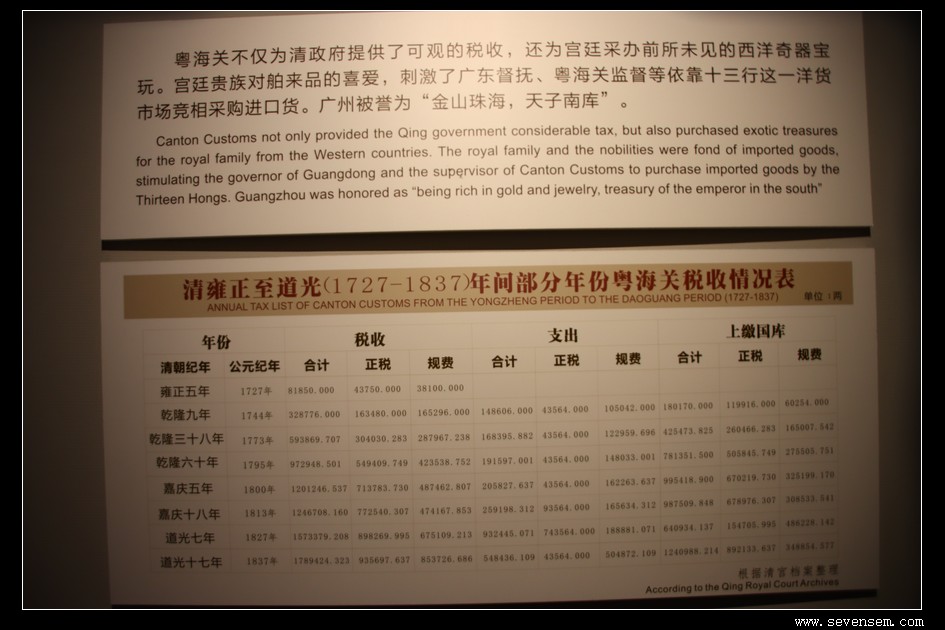 粤海关不仅为清政府提供了可观的税收，还为宫廷采办前所未见的西洋奇器宝
玩。宫廷贵族对舶来品的喜爱，刺激了广东督抚、粤海关监督等依靠十三行这一洋货
市场竞相采购进口货。广州被誉为“金山珠海，天子南库”。
Canton Customs not only provided the Qing government considerable tax, but also purchased exotic treasures
for the royal family from the Western countries. The royal family and the nobilities were fond of imported goods,
stimulating the governor of Guangdong and the supervisor of Canton Customs to purchase imported goods by the
Thirteen Hongs. Guangzhou was honored as “being rich in gold and jewelry, treasury of the emperor in the south”
清雍正至道光(1727-1837)年间部分年份粤海关税收情况表
ANNUAL TAX LIST OF CANTON CUSTOMS FROM THE YONGZHENG PERIOD TO THE DAOGUANG PERIOD (1727-1837) 单位：两
年份 税收 支出 上缴国库
清朝纪年 公元纪年 合计 正税 规费 合计 正税 规费 合计 正税 规费
雍正五年 1727年 81850.000 43750.000 38100.000
乾隆九年 1744年 328776.000 163480.000 165296.000 148606.000 43564.000 105042.000 180170.000 119916.000 60254.000
乾隆三十八年 1773年 593869.707 304030.283 287967.238 168395.882 43564.000 122959.696 425473.825 260466.283 165007.542
乾隆六十年 1795年 972948.501 549409.749 423538.752 191597.001 43564.000 148033.001 781351.500 505845.749 275505.751
嘉庆五年 1800年 1201246.537 713783.730 487462.807 205827.637 43564.000 162263.637 995418.900 670219.730 325199.170
嘉庆十八年 1813年 1246708.160 772540.307 474167.853 259198.312 93564.000 165634.312 987509.848 678976.307 308533.541
道光七年 1827年 1573379.208 898269.995 675109.213 932445.071 743564.000 188881.071 640934.137 154705.995 486228.142
道光十七年 1837年 1789424.323 935697.637 853726.686 548436.109 43564.000 504872.109 1240988.214 892133.637 348854.577
根据清宫档案整理
According to the Qing Royal Court Archives
www.sevensem.com